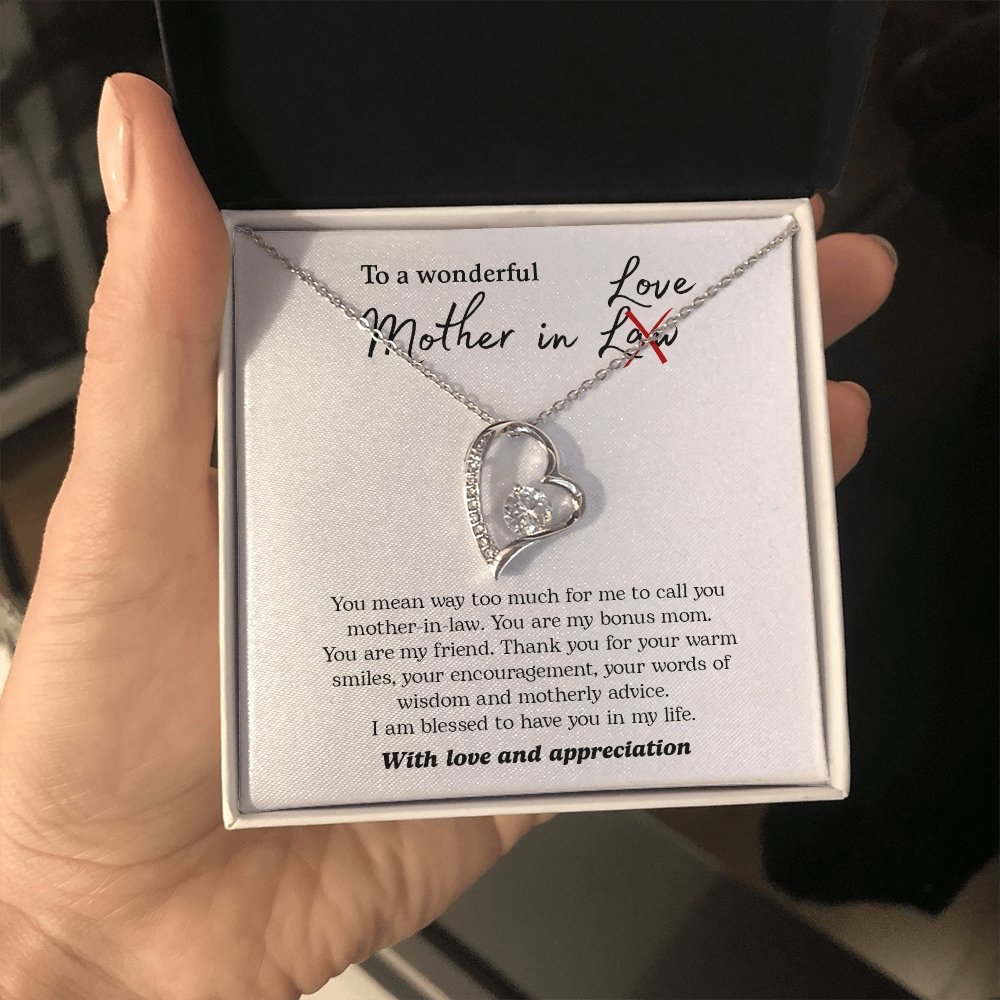 To a wonderful
Love
Mother in Law
You mean way too much for me to call you
mother-in-law. You are my bonus mom.
You are my friend. Thank you for your warm
smiles, your encouragement, your words of
wisdom and motherly advice.
I am blessed to have you in my life.
With love and appreciation